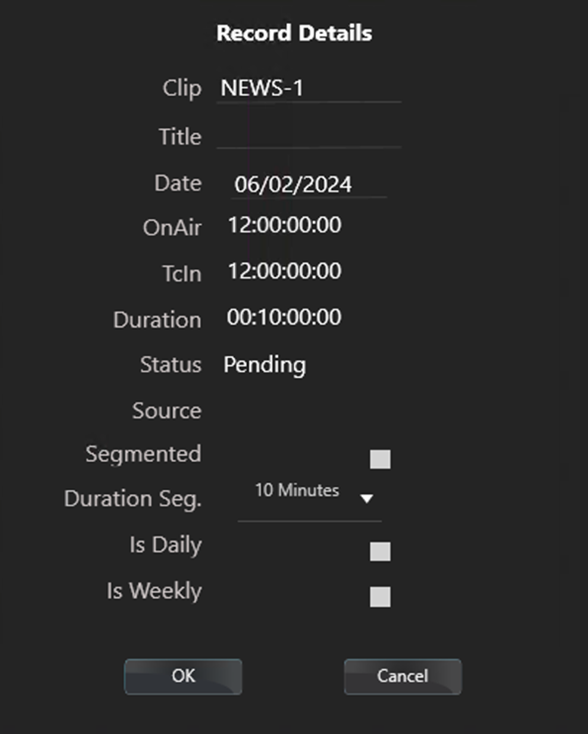 Record Details
Clip NEWS-1
Title
Date 06/02/2024
OnAir 12:00:00:00
TcIn 12:00:00:00
Duration 00:10:00:00
Status Pending
Source
Segmented
Duration Seg. 10 Minutes
Is Daily
Is Weekly
OK Cancel